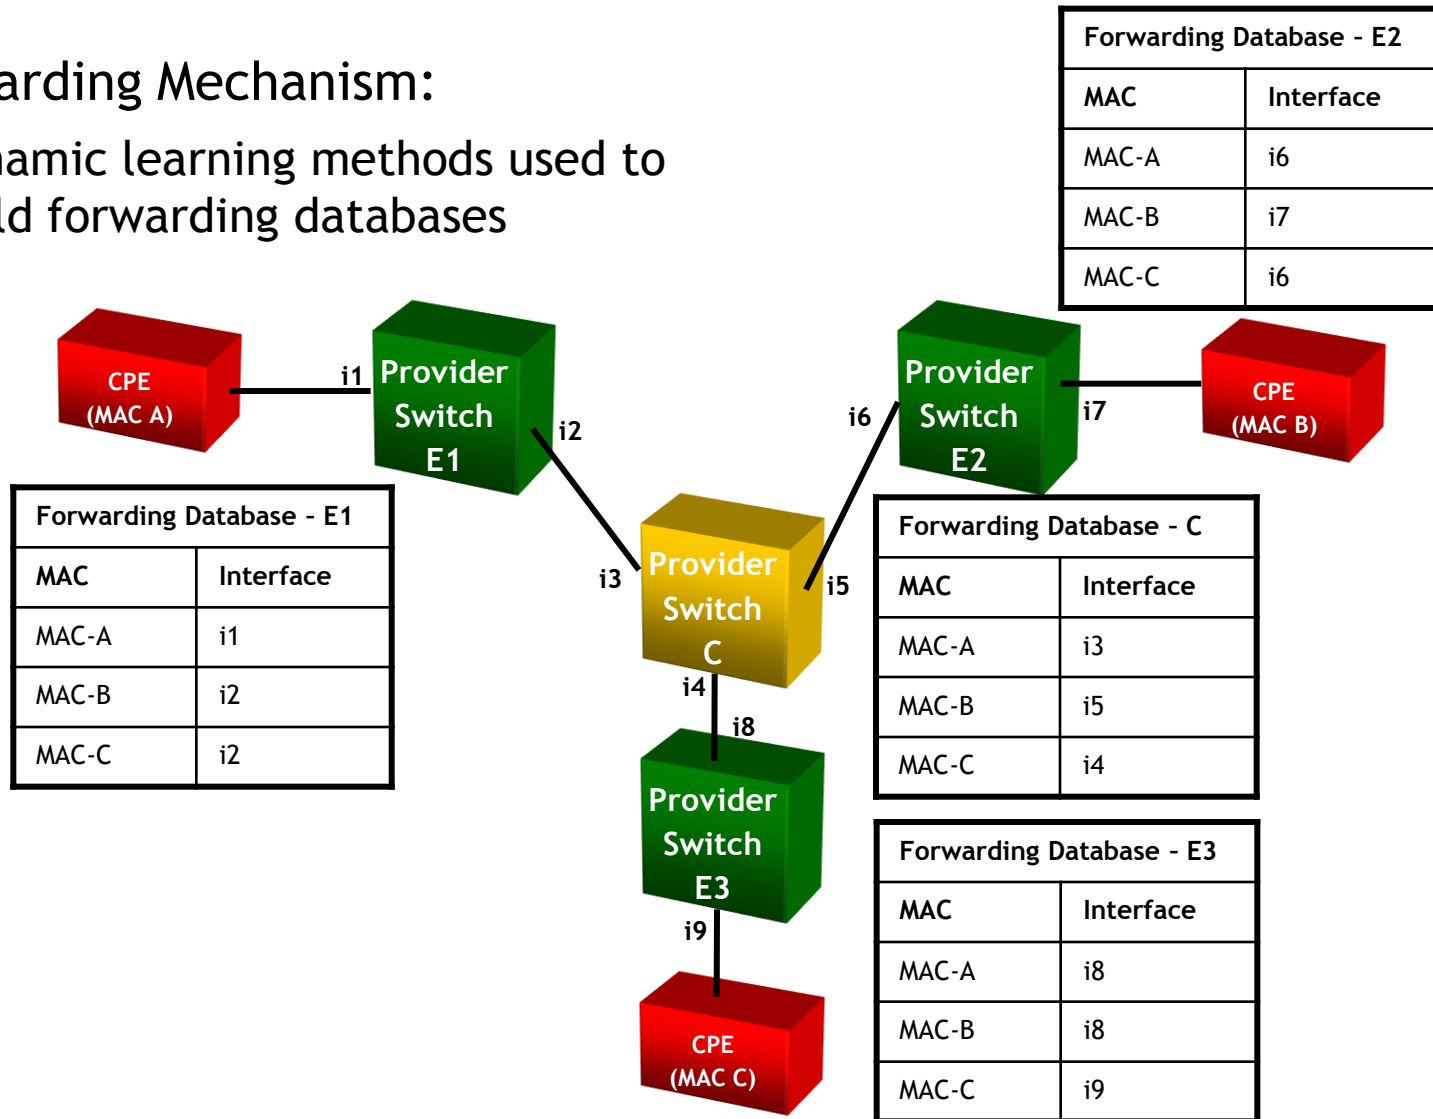 arding Mechanism:
namic learning methods used to
ld forwarding databases
Forwarding Database – E2
MAC Interface
MAC-A i6
MAC-B i7
MAC-C i6
CPE
(MAC A)
i1
Provider
Switch
E1
i2
i6
Provider
Switch
E2
i7
CPE
(MAC B)
Forwarding Database – E1
MAC Interface
MAC-A i1
MAC-B i2
MAC-C i2
i3
Provider
Switch
C
i5
i4
Forwarding Database – C
MAC Interface
MAC-A i3
MAC-B i5
MAC-C i4
i8
Provider
Switch
E3
i9
CPE
(MAC C)
Forwarding Database – E3
MAC Interface
MAC-A i8
MAC-B i8
MAC-C i9